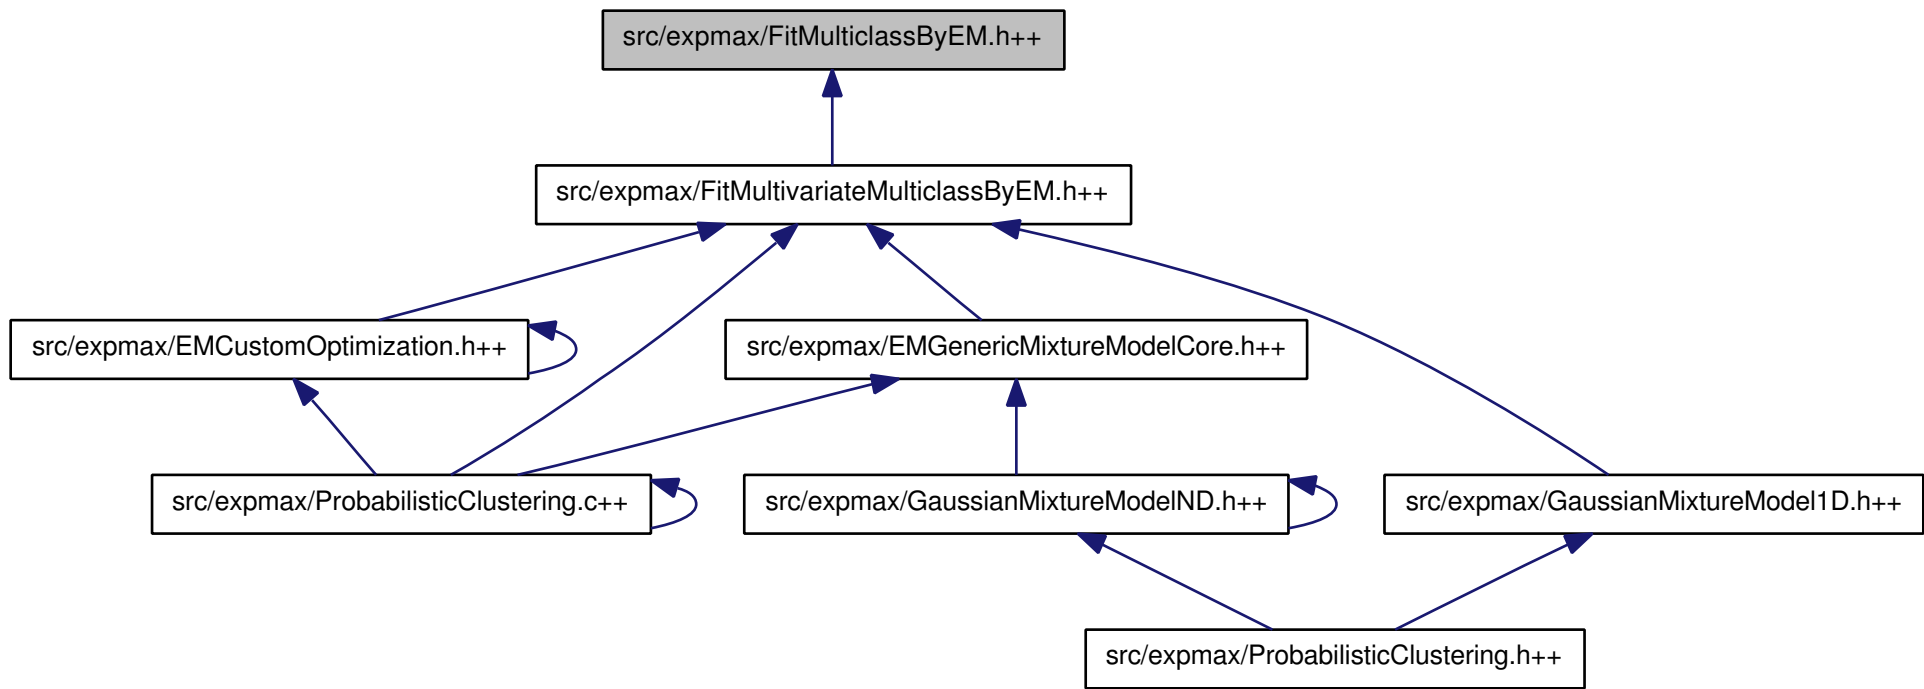 src/expmax/FitMulticlassByEM.h++
src/expmax/FitMultivariateMulticlassByEM.h++
src/expmax/EMCustomOptimization.h++
src/expmax/EMGenericMixtureModelCore.h++
src/expmax/ProbabilisticClustering.c++
src/expmax/GaussianMixtureModelND.h++
src/expmax/GaussianMixtureModel1D.h++
src/expmax/ProbabilisticClustering.h++